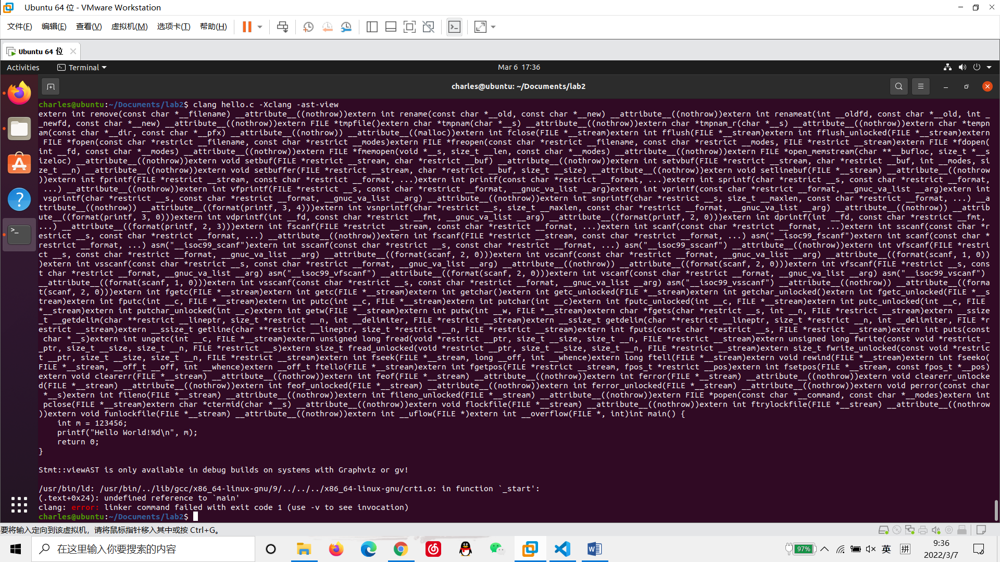 Ubuntu 64 位 - VMware Workstation
文件(F) 编辑(E) 查看(V) 虚拟机(M) 选项卡(T) 帮助(H)
Ubuntu 64 位
Activities Terminal Mar 6 17:36
charles@ubuntu: ~/Documents/lab2
charles@ubuntu:~/Documents/lab2$ clang hello.c -Xclang -ast-view
extern int remove(const char *__filename) __attribute__((nothrow))extern int rename(const char *__old, const char *__new) __attribute__((nothrow))extern int renameat(int __oldfd, const char *__old, int _
_newfd, const char *__new) __attribute__((nothrow))extern FILE *tmpfile()extern char *tmpnam(char *__s) __attribute__((nothrow))extern char *tmpnam_r(char *__s) __attribute__((nothrow))extern char *tempn
am(const char *__dir, const char *__pfx) __attribute__((nothrow)) __attribute__((malloc))extern int fclose(FILE *__stream)extern int fflush(FILE *__stream)extern int fflush_unlocked(FILE *__stream)extern
 FILE *fopen(const char *restrict __filename, const char *restrict __modes)extern FILE *freopen(const char *restrict __filename, const char *restrict __modes, FILE *restrict __stream)extern FILE *fdopen(
int __fd, const char *__modes) __attribute__((nothrow))extern FILE *fmemopen(void *__s, size_t __len, const char *__modes) __attribute__((nothrow))extern FILE *open_memstream(char **__bufloc, size_t *__s
izeloc) __attribute__((nothrow))extern void setbuf(FILE *restrict __stream, char *restrict __buf) __attribute__((nothrow))extern int setvbuf(FILE *restrict __stream, char *restrict __buf, int __modes, si
ze_t __n) __attribute__((nothrow))extern void setbuffer(FILE *restrict __stream, char *restrict __buf, size_t __size) __attribute__((nothrow))extern void setlinebuf(FILE *__stream) __attribute__((nothrow
))extern int fprintf(FILE *restrict __stream, const char *restrict __format, ...)extern int printf(const char *restrict __format, ...)extern int sprintf(char *restrict __s, const char *restrict __format,
 ...) __attribute__((nothrow))extern int vfprintf(FILE *restrict __s, const char *restrict __format, __gnuc_va_list __arg)extern int vprintf(const char *restrict __format, __gnuc_va_list __arg)extern int
 vsprintf(char *restrict __s, const char *restrict __format, __gnuc_va_list __arg) __attribute__((nothrow))extern int snprintf(char *restrict __s, size_t __maxlen, const char *restrict __format, ...) __a
ttribute__((nothrow)) __attribute__((format(printf, 3, 4)))extern int vsnprintf(char *restrict __s, size_t __maxlen, const char *restrict __format, __gnuc_va_list __arg) __attribute__((nothrow)) __attrib
ute__((format(printf, 3, 0)))extern int vdprintf(int __fd, const char *restrict __fmt, __gnuc_va_list __arg) __attribute__((format(printf, 2, 0)))extern int dprintf(int __fd, const char *restrict __fmt,
...) __attribute__((format(printf, 2, 3)))extern int fscanf(FILE *restrict __stream, const char *restrict __format, ...)extern int scanf(const char *restrict __format, ...)extern int sscanf(const char *r
estrict __s, const char *restrict __format, ...) __attribute__((nothrow))extern int fscanf(FILE *restrict __stream, const char *restrict __format, ...) asm("__isoc99_fscanf")extern int scanf(const char *
restrict __format, ...) asm("__isoc99_scanf")extern int sscanf(const char *restrict __s, const char *restrict __format, ...) asm("__isoc99_sscanf") __attribute__((nothrow))extern int vfscanf(FILE *restri
ct __s, const char *restrict __format, __gnuc_va_list __arg) __attribute__((format(scanf, 2, 0)))extern int vscanf(const char *restrict __format, __gnuc_va_list __arg) __attribute__((format(scanf, 1, 0))
)extern int vsscanf(const char *restrict __s, const char *restrict __format, __gnuc_va_list __arg) __attribute__((nothrow)) __attribute__((format(scanf, 2, 0)))extern int vfscanf(FILE *restrict __s, cons
t char *restrict __format, __gnuc_va_list __arg) asm("__isoc99_vfscanf") __attribute__((format(scanf, 2, 0)))extern int vscanf(const char *restrict __format, __gnuc_va_list __arg) asm("__isoc99_vscanf")
__attribute__((format(scanf, 1, 0)))extern int vsscanf(const char *restrict __s, const char *restrict __format, __gnuc_va_list __arg) asm("__isoc99_vsscanf") __attribute__((nothrow)) __attribute__((forma
t(scanf, 2, 0)))extern int fgetc(FILE *__stream)extern int getc(FILE *__stream)extern int getchar()extern int getc_unlocked(FILE *__stream)extern int getchar_unlocked()extern int fgetc_unlocked(FILE *__s
tream)extern int fputc(int __c, FILE *__stream)extern int putc(int __c, FILE *__stream)extern int putchar(int __c)extern int fputc_unlocked(int __c, FILE *__stream)extern int putc_unlocked(int __c, FILE
*__stream)extern int putchar_unlocked(int __c)extern int getw(FILE *__stream)extern int putw(int __w, FILE *__stream)extern char *fgets(char *restrict __s, int __n, FILE *restrict __stream)extern __ssize
_t __getdelim(char **restrict __lineptr, size_t *restrict __n, int __delimiter, FILE *restrict __stream)extern __ssize_t getdelim(char **restrict __lineptr, size_t *restrict __n, int __delimiter, FILE *r
estrict __stream)extern __ssize_t getline(char **restrict __lineptr, size_t *restrict __n, FILE *restrict __stream)extern int fputs(const char *restrict __s, FILE *restrict __stream)extern int puts(const
 char *__s)extern int ungetc(int __c, FILE *__stream)extern unsigned long fread(void *restrict __ptr, size_t __size, size_t __n, FILE *restrict __stream)extern unsigned long fwrite(const void *restrict _
_ptr, size_t __size, size_t __n, FILE *restrict __s)extern size_t fread_unlocked(void *restrict __ptr, size_t __size, size_t __n, FILE *restrict __stream)extern size_t fwrite_unlocked(const void *restric
t __ptr, size_t __size, size_t __n, FILE *restrict __stream)extern int fseek(FILE *__stream, long __off, int __whence)extern long ftell(FILE *__stream)extern void rewind(FILE *__stream)extern int fseeko(
FILE *__stream, __off_t __off, int __whence)extern __off_t ftello(FILE *__stream)extern int fgetpos(FILE *restrict __stream, fpos_t *restrict __pos)extern int fsetpos(FILE *__stream, const fpos_t *__pos)
extern void clearerr(FILE *__stream) __attribute__((nothrow))extern int feof(FILE *__stream) __attribute__((nothrow))extern int ferror(FILE *__stream) __attribute__((nothrow))extern void clearerr_unlocke
d(FILE *__stream) __attribute__((nothrow))extern int feof_unlocked(FILE *__stream) __attribute__((nothrow))extern int ferror_unlocked(FILE *__stream) __attribute__((nothrow))extern void perror(const char
 *__s)extern int fileno(FILE *__stream) __attribute__((nothrow))extern int fileno_unlocked(FILE *__stream) __attribute__((nothrow))extern FILE *popen(const char *__command, const char *__modes)extern int
 pclose(FILE *__stream)extern char *ctermid(char *__s) __attribute__((nothrow))extern void flockfile(FILE *__stream) __attribute__((nothrow))extern int ftrylockfile(FILE *__stream) __attribute__((nothrow
))extern void funlockfile(FILE *__stream) __attribute__((nothrow))extern int __uflow(FILE *)extern int __overflow(FILE *, int)int main() {
    int m = 123456;
    printf("Hello World!%d\n", m);
    return 0;
}
Stmt::viewAST is only available in debug builds on systems with Graphviz or gv!
/usr/bin/ld: /usr/bin/../lib/gcc/x86_64-linux-gnu/9/../../../x86_64-linux-gnu/crt1.o: in function `_start':
(.text+0x24): undefined reference to `main'
clang: error: linker command failed with exit code 1 (use -v to see invocation)
charles@ubuntu:~/Documents/lab2$
要将输入定向到该虚拟机，请将鼠标指针移入其中或按 Ctrl+G。
在这里输入你要搜索的内容
97% 英 拼
9:36
2022/3/7